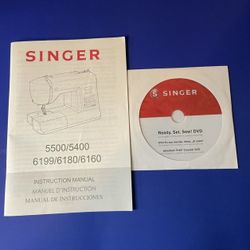 SINGER
5500/5400
6199/6180/6160
INSTRUCTION MANUAL
MANUEL D'INSTRUCTION
MANUAL DE INSTRUCCIONES
SINGER
Ready, Set, Sew! DVD